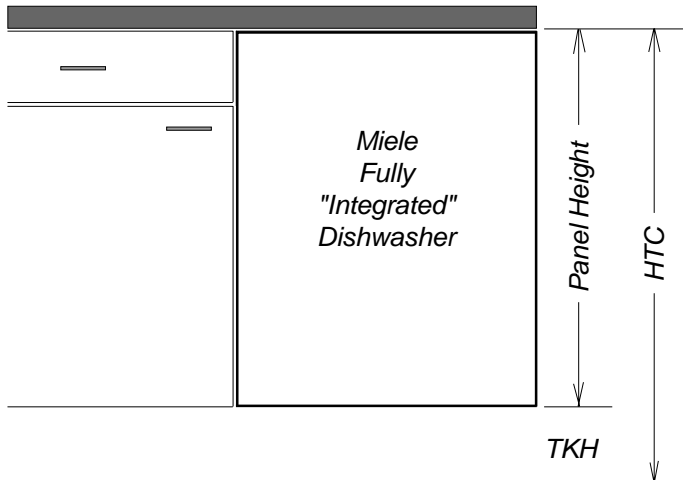 Miele
Fully
"Integrated"
Dishwasher
Panel Height
HTC
TKH